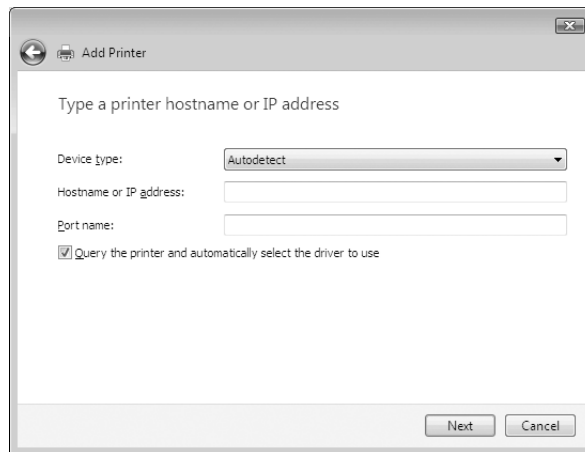 Add Printer
Type a printer hostname or IP address
Device type: Autodetect
Hostname or IP address:
Port name:
Query the printer and automatically select the driver to use
Next Cancel